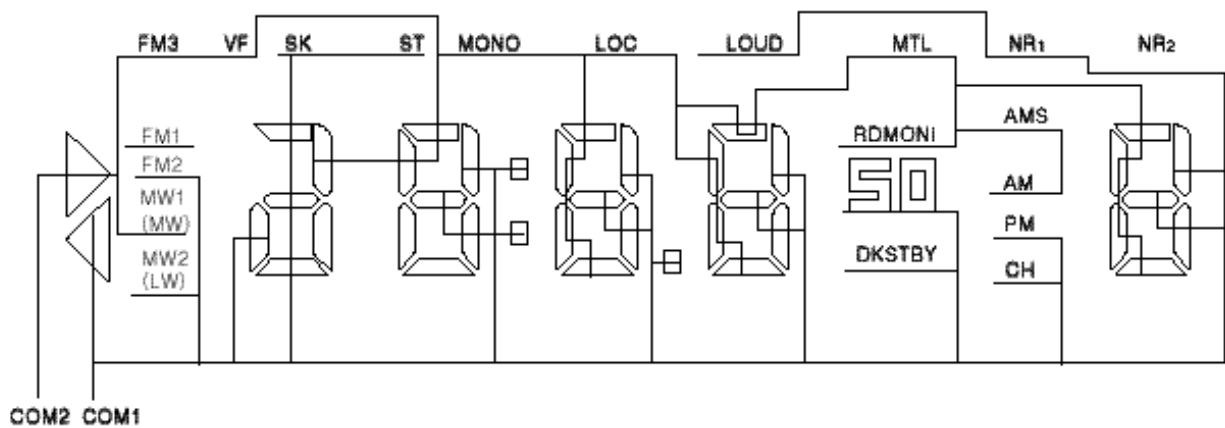 FM3 VF SK ST MONO LOC LOUD MTL NR1 NR2
FM1
FM2
MW1
(MW)
MW2
(LW)
RDMONi
50
DKSTBY
AMS
AM
PM
CH
COM2 COM1